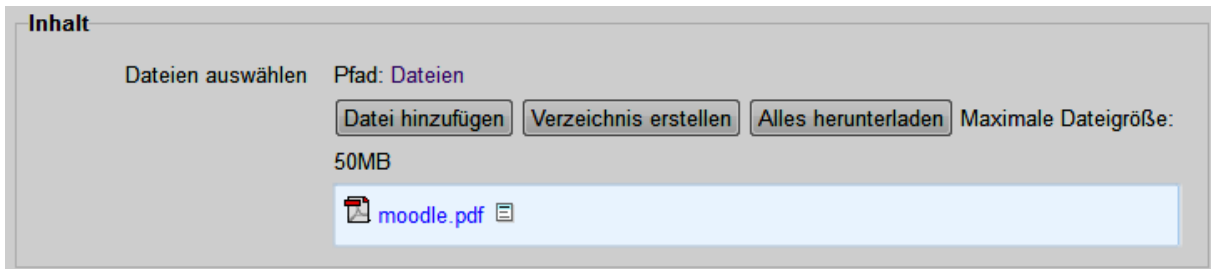 Inhalt
Dateien auswählen Pfad: Dateien
Datei hinzufügen Verzeichnis erstellen Alles herunterladen Maximale Dateigröße:
50MB
moodle.pdf